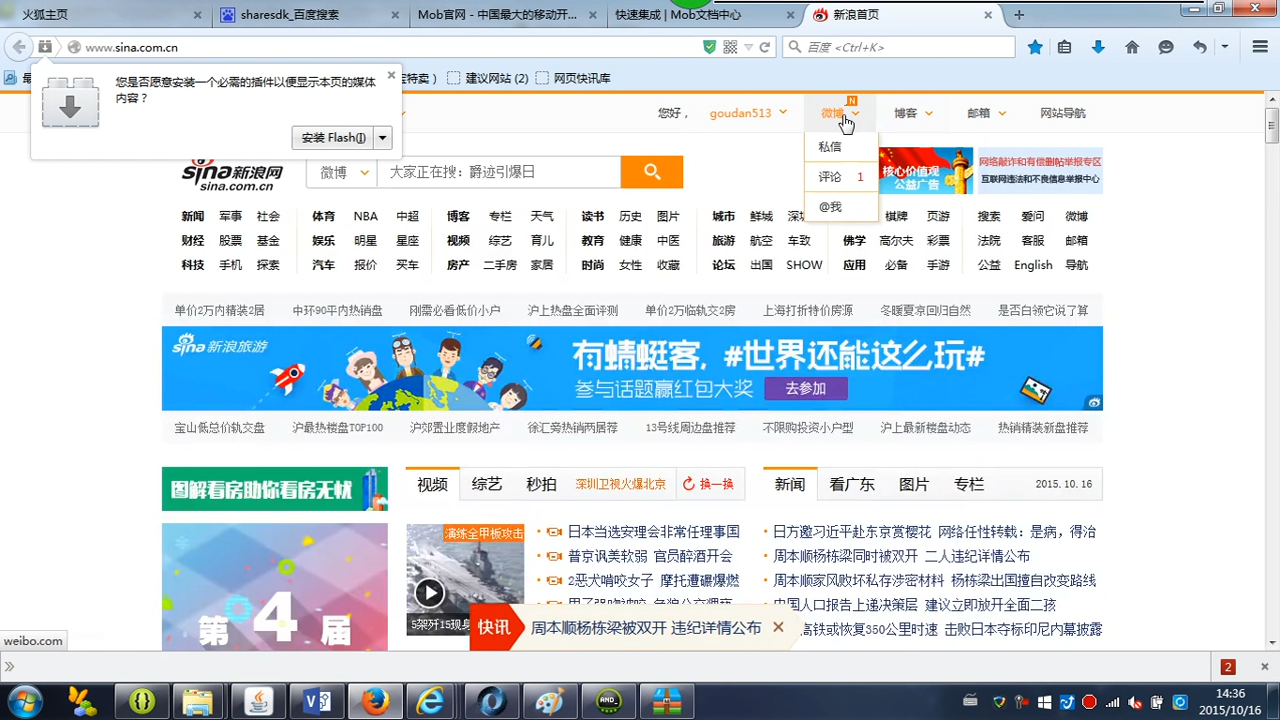 火狐主页
sharesdk_百度搜索
Mob官网 - 中国最大的移动开...
快速集成 | Mob文档中心
新浪首页
www.sina.com.cn
百度 <Ctrl+K>
您是否愿意安装一个必需的插件以便显示本页的媒体
内容？
安装 Flash(I)
特卖）
建议网站 (2)
网页快讯库
您好，
goudan513
微博
N
博客
邮箱
网站导航
私信
评论 1
@我
sina新浪网
sina.com.cn
微博
大家正在搜：爵迹引爆日
核心价值观
公益广告
网络敲诈和有偿删帖举报专区
互联网违法和不良信息举报中心
新闻 军事 社会 体育 NBA 中超 博客 专栏 天气 读书 历史 图片 城市 鲜城 棋牌 页游 搜索 爱问 微博
财经 股票 基金 娱乐 明星 星座 视频 综艺 育儿 教育 健康 中医 旅游 航空 车致 佛学 高尔夫 彩票 法院 客服 邮箱
科技 手机 探索 汽车 报价 买车 房产 二手房 家居 时尚 女性 收藏 论坛 出国 SHOW 应用 必备 手游 公益 English 导航
单价2万内精装2居 中环90平内热盘 刚需必看低价小户 沪上热盘全面评测 单价2万临轨交2房 上海打折特价房源 冬暖夏凉回归自然 是否白领它说了算
sina新浪旅游
有蜻蜓客，#世界还能这么玩#
参与话题赢红包大奖
去参加
宝山低总价轨交盘 沪最热楼盘TOP100 沪郊置业度假地产 徐汇旁热销两居荐 13号线周边盘推荐 不限购投资小户型 沪上最新楼盘动态 热销精装新盘推荐
图解看房助你看房无忧
视频 综艺 秒拍 深圳卫视火爆北京 换一换
新闻 看广东 图片 专栏 2015.10.16
第4届
演练全甲板攻击
5架歼15现身
日本当选安理会非常任理事国
普京讽美软弱 官员醉酒开会
2恶犬啃咬女子 摩托遭碾爆燃
日方邀习近平赴东京赏樱花 网络任性转载：是病，得治
周本顺杨栋梁同时被双开 二人违纪详情公布
周本顺家风败坏私存涉密材料 杨栋梁出国擅自改变路线
中国人口报告上递决策层 建议立即放开全面二孩
高铁或恢复350公里时速 击败日本夺标印尼内幕披露
快讯
周本顺杨栋梁被双开 违纪详情公布
weibo.com
2
14:36
2015/10/16